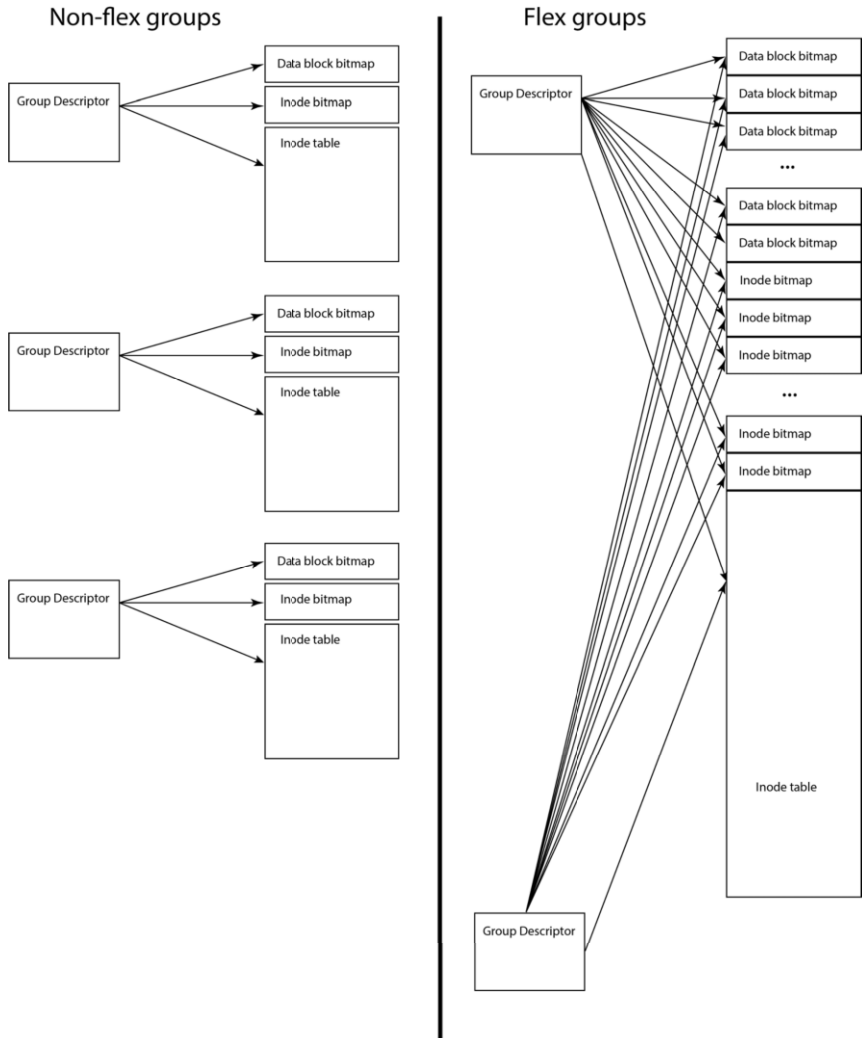 Non-flex groups
Group Descriptor
Data block bitmap
Inode bitmap
Inode table
Group Descriptor
Data block bitmap
Inode bitmap
Inode table
Group Descriptor
Data block bitmap
Inode bitmap
Inode table
Flex groups
Group Descriptor
Data block bitmap
Data block bitmap
Data block bitmap
...
Data block bitmap
Data block bitmap
Inode bitmap
Inode bitmap
Inode bitmap
...
Inode bitmap
Inode bitmap
Inode table
Group Descriptor